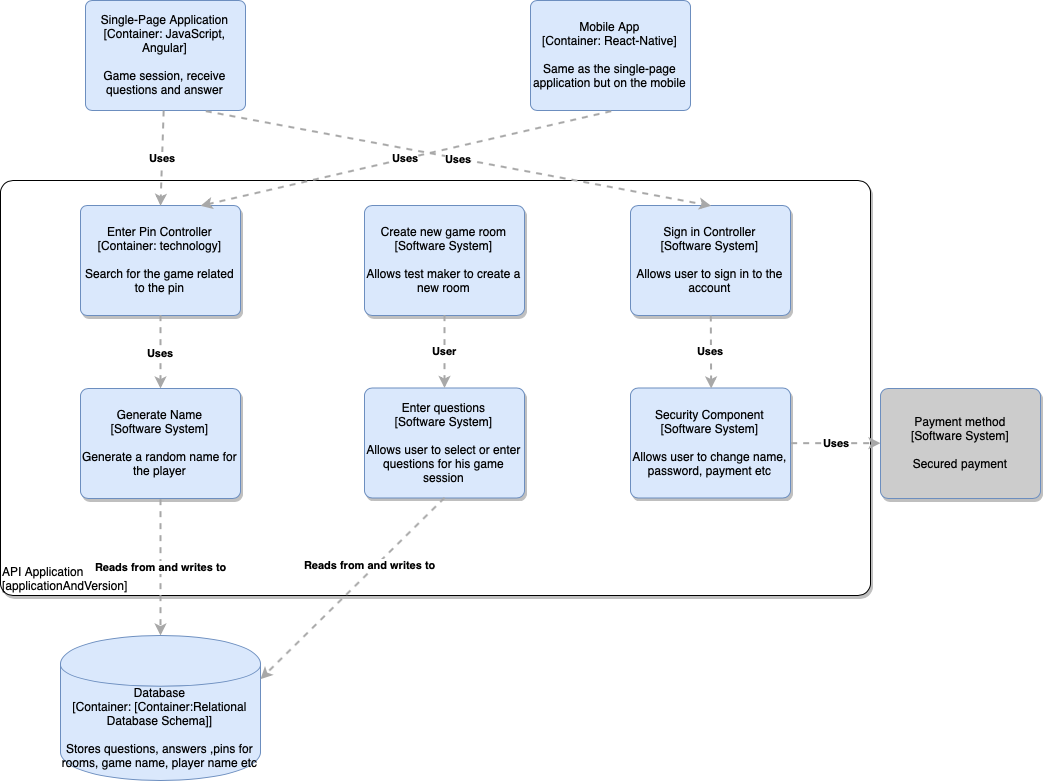 Single-Page Application
[Container: JavaScript,
Angular]
Game session, receive
questions and answer
Mobile App
[Container: React-Native]
Same as the single-page
application but on the mobile
Uses
Uses
Uses
Enter Pin Controller
[Container: technology]
Search for the game related
to the pin
Create new game room
[Software System]
Allows test maker to create a
new room
Sign in Controller
[Software System]
Allows user to sign in to the
account
Uses
User
Uses
Generate Name
[Software System]
Generate a random name for
the player
Enter questions
[Software System]
Allows user to select or enter
questions for his game
session
Security Component
[Software System]
Allows user to change name,
password, payment etc
Uses
Payment method
[Software System]
Secured payment
API Application
[applicationAndVersion]
Reads from and writes to
Reads from and writes to
Database
[Container: [Container:Relational
Database Schema]]
Stores questions, answers ,pins for
rooms, game name, player name etc